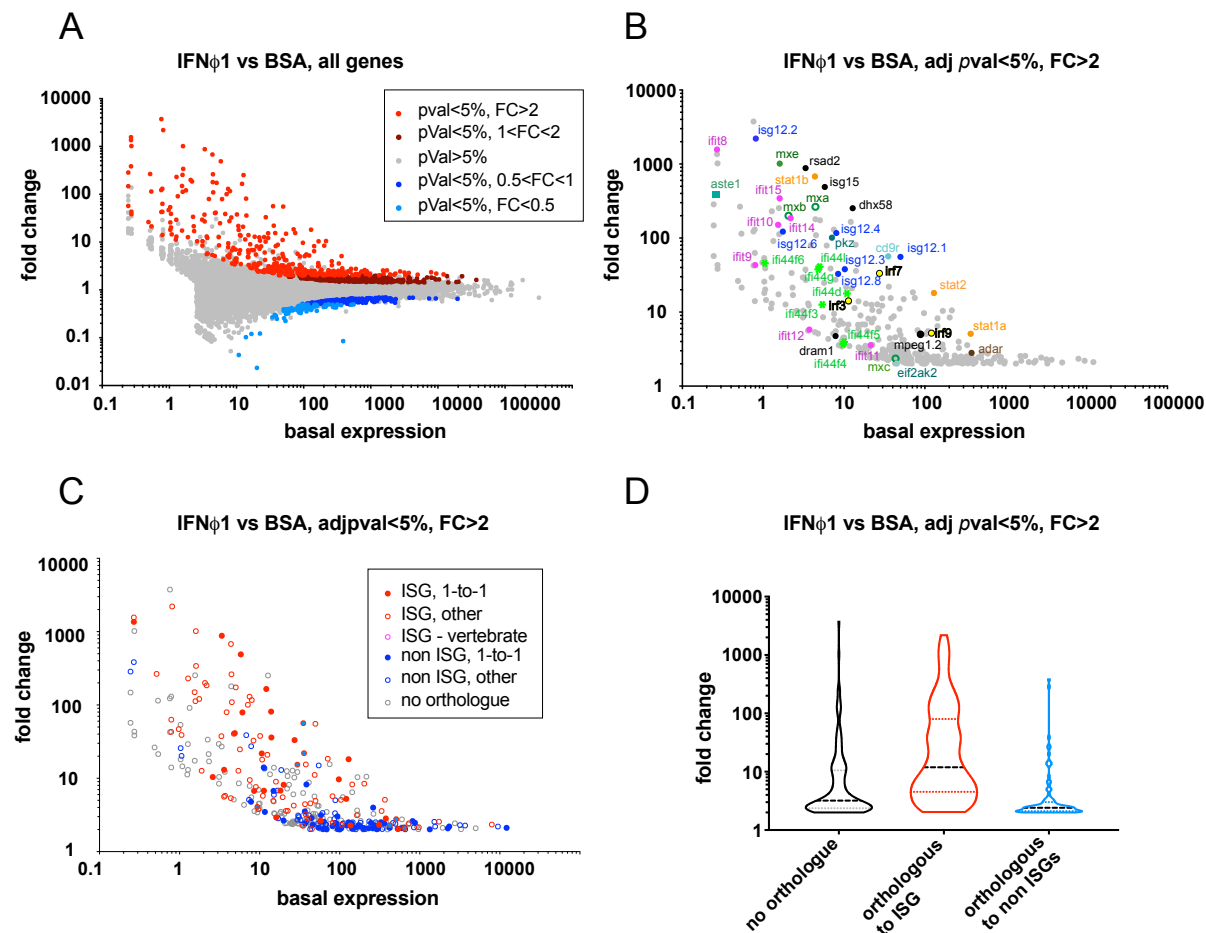 A
IFNϕ1 vs BSA, all genes
fold change
10000
1000
100
10
1
0.1
0.01
0.1
1
10
100
1000
10000
100000
basal expression
pval<5%, FC>2
pVal<5%, 1<FC<2
pVal>5%
pVal<5%, 0.5<FC<1
pVal<5%, FC<0.5
B
IFNϕ1 vs BSA, adj pval<5%, FC>2
fold change
10000
1000
100
10
1
0.1
1
10
100
1000
10000
100000
basal expression
isg12.2
ifit8
mxe
rsad2
stat1b
isg15
aste1
ifit15
mxa
mxb
dhx58
ifit10
ifit14
isg12.4
isg12.6
pkz
cd9r
isg12.1
ifit9
ifi44f6
ifi44l
isg12.3
ifi44g
isg12.8
irf7
ifi44d
stat2
Irf3
ifi44f3
ifit12
ifi44f5
irf9
stat1a
dram1
mpeg1.2
adar
ifit11
ifi44f4
mxc
eif2ak2
C
IFNϕ1 vs BSA, adjpval<5%, FC>2
fold change
10000
1000
100
10
1
0.1
1
10
100
1000
10000
basal expression
ISG, 1-to-1
ISG, other
ISG - vertebrate
non ISG, 1-to-1
non ISG, other
no orthologue
D
IFNϕ1 vs BSA, adj pval<5%, FC>2
fold change
10000
1000
100
10
1
no orthologue
orthologous
to ISG
orthologous
to non ISGs